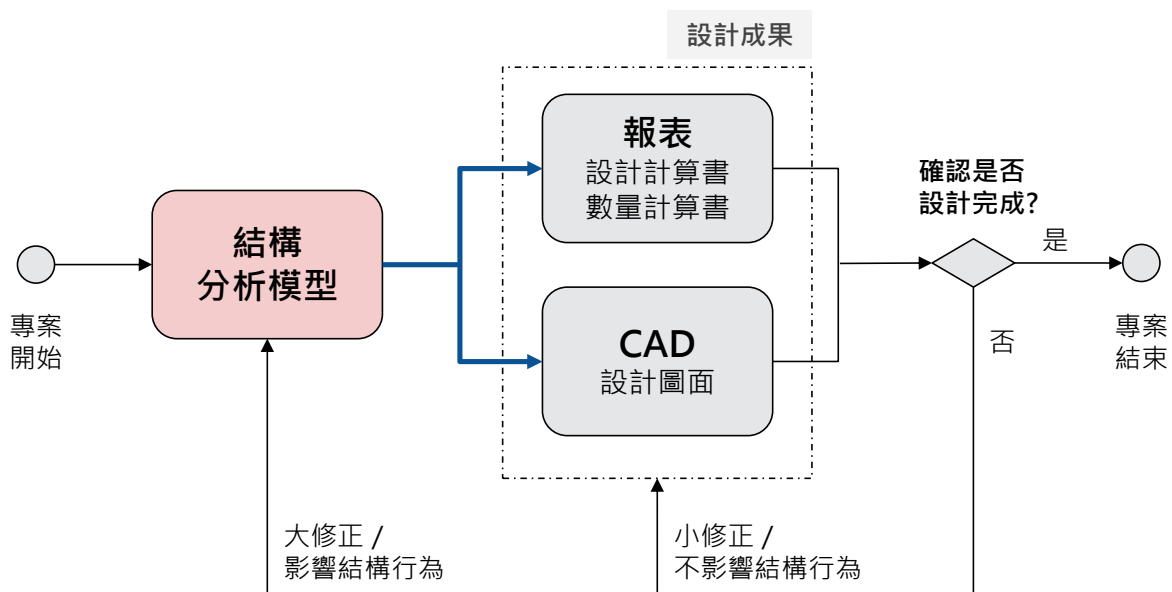 設計成果
報表
設計計算書
數量計算書
確認是否
設計完成?
是
結構
分析模型
專案
開始
CAD
設計圖面
否
專案
結束
大修正 /
影響結構行為
小修正 /
不影響結構行為